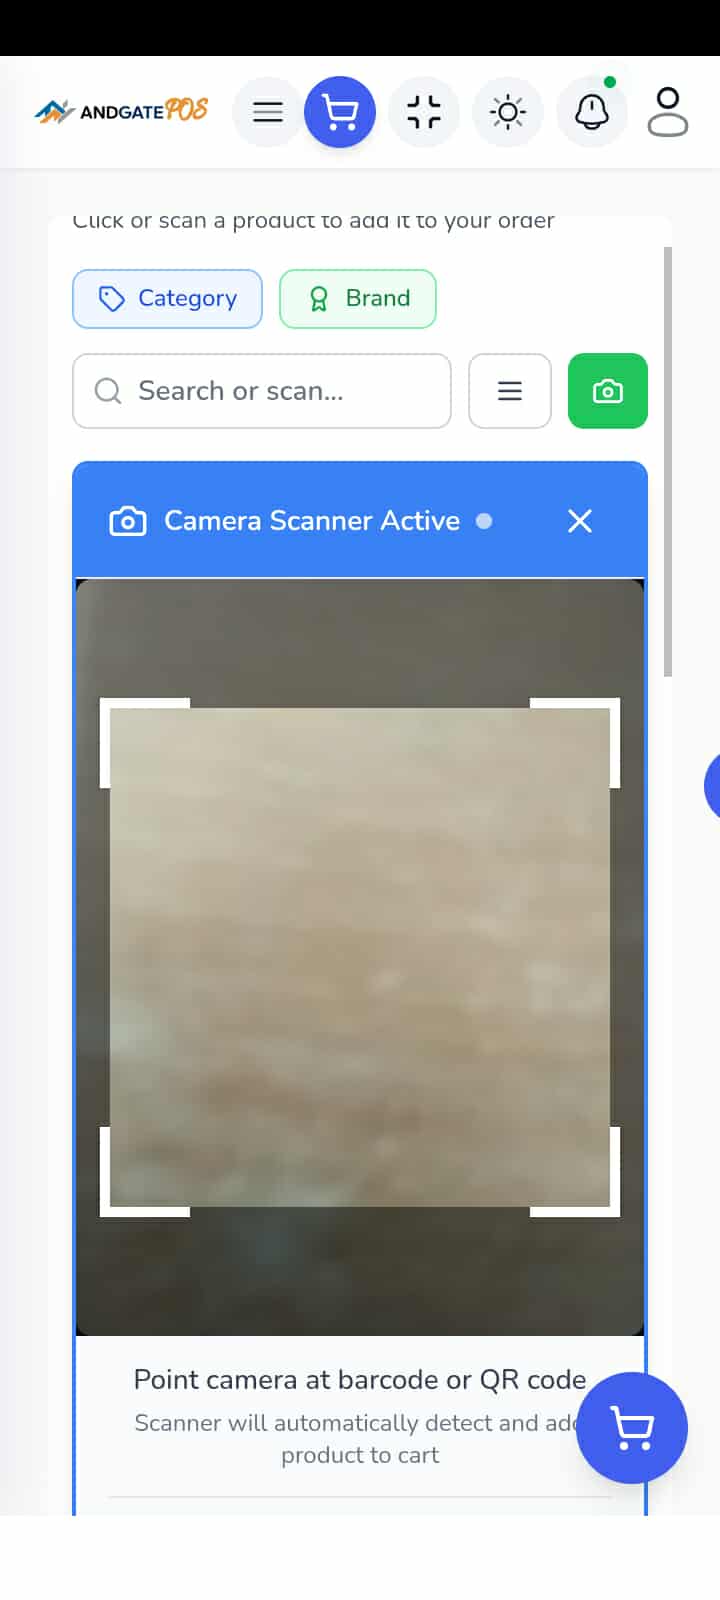 ANDGATE POS
Click or scan a product to add it to your order
Category
Brand
Search or scan...
Camera Scanner Active
Point camera at barcode or QR code
Scanner will automatically detect and add
product to cart